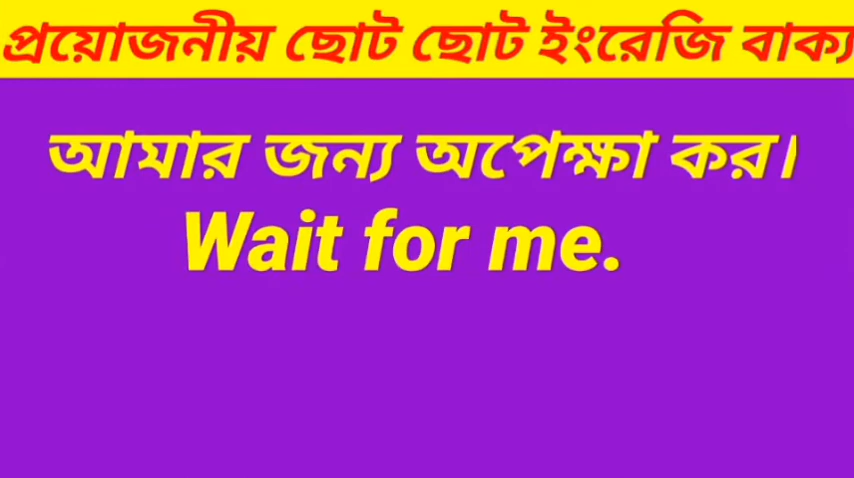 প্রয়োজনীয় ছোট ছোট ইংরেজি বাক্য
আমার জন্য অপেক্ষা কর।
Wait for me.